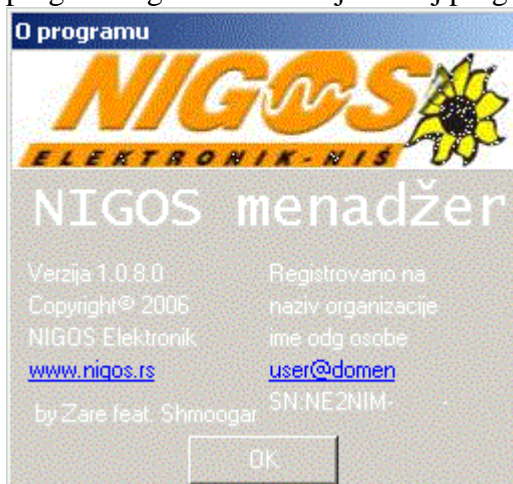 O programu
NIGOS
ELEKTRONIK-NIŠ
NIGOS menadžer
Verzija 1.0.8.0
Copyright© 2006
NIGOS Elektronik
www.nigos.rs
by Zare feat. Shmoogar
Registrovano na
naziv organizacije
ime odg osobe
user@domen
SN:NE2NIM- -
OK